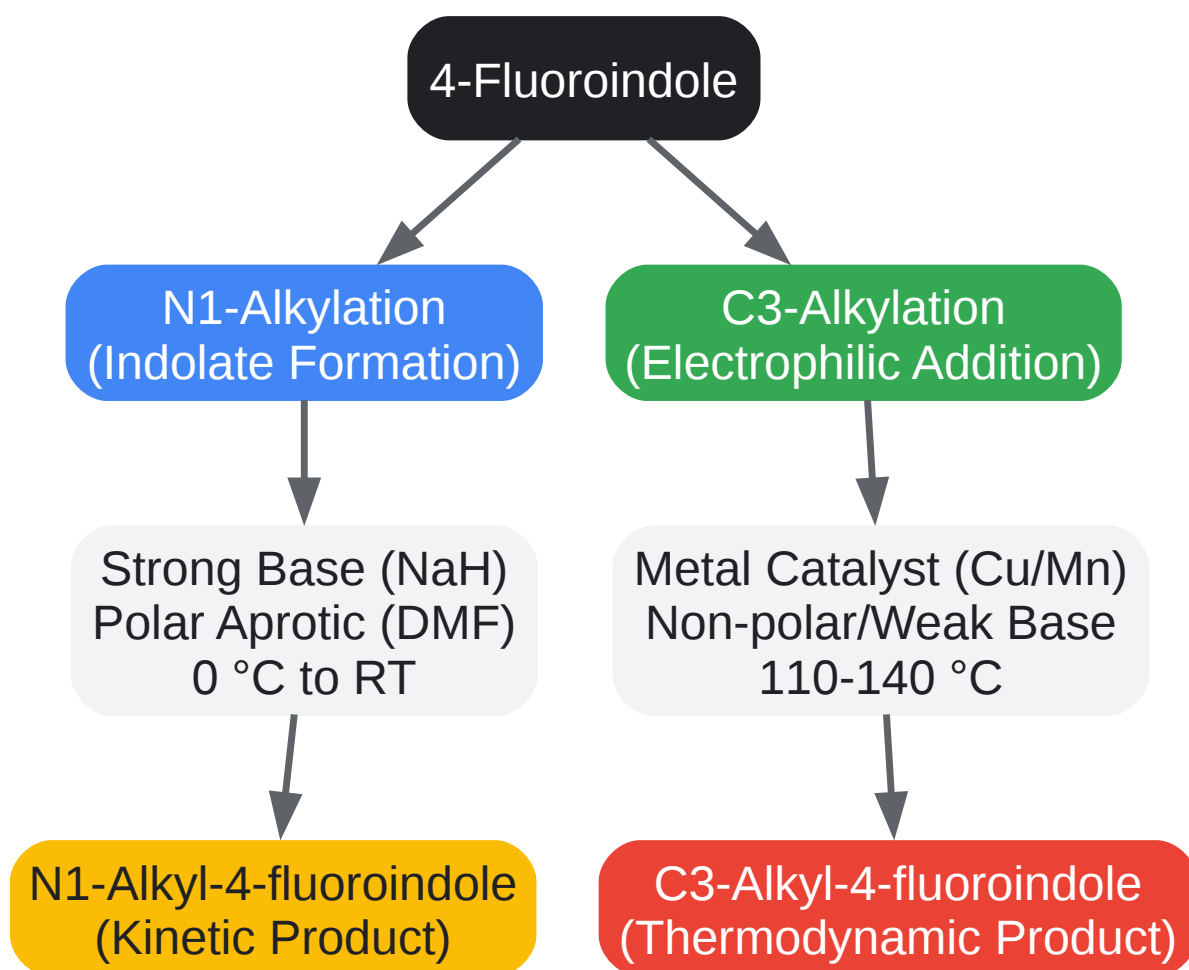 4-Fluoroindole
N1-Alkylation
(Indolate Formation)
C3-Alkylation
(Electrophilic Addition)
Strong Base (NaH)
Polar Aprotic (DMF)
0 °C to RT
Metal Catalyst (Cu/Mn)
Non-polar/Weak Base
110-140 °C
N1-Alkyl-4-fluoroindole
(Kinetic Product)
C3-Alkyl-4-fluoroindole
(Thermodynamic Product)